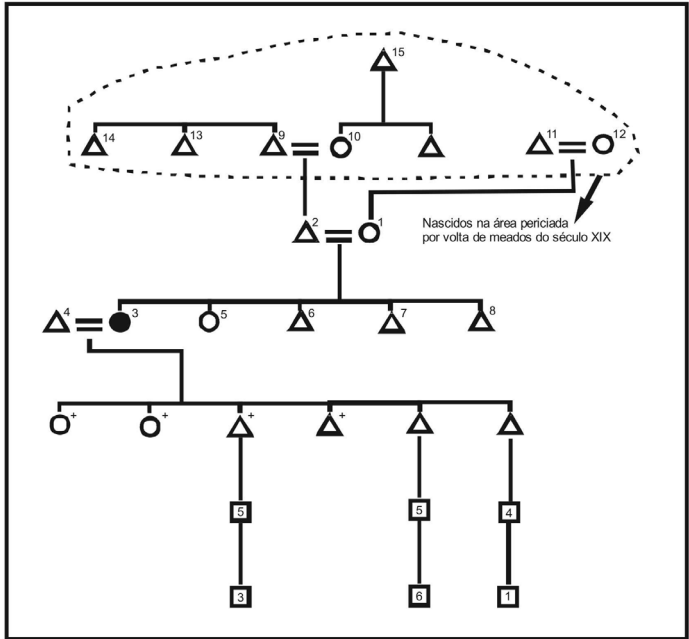 15
14 13 9 10 11 12
Nascidos na área periciada
por volta de meados do século XIX
2 1
4 3 5 6 7 8
+ + + +
5 5 4
3 6 1